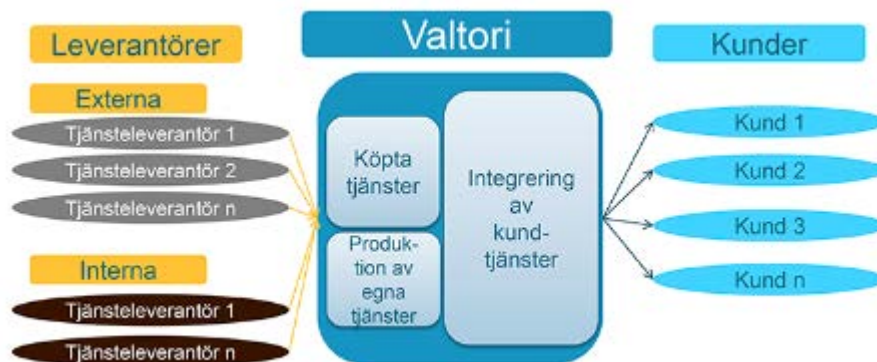 Leverantörer
Externa
Tjänsteleverantör 1
Tjänsteleverantör 2
Tjänsteleverantör n
Interna
Tjänsteleverantör 1
Tjänsteleverantör n
Valtori
Köpta
tjänster
Produk-
tion av
egna
tjänster
Integrering
av
kund-
tjänster
Kunder
Kund 1
Kund 2
Kund 3
Kund n